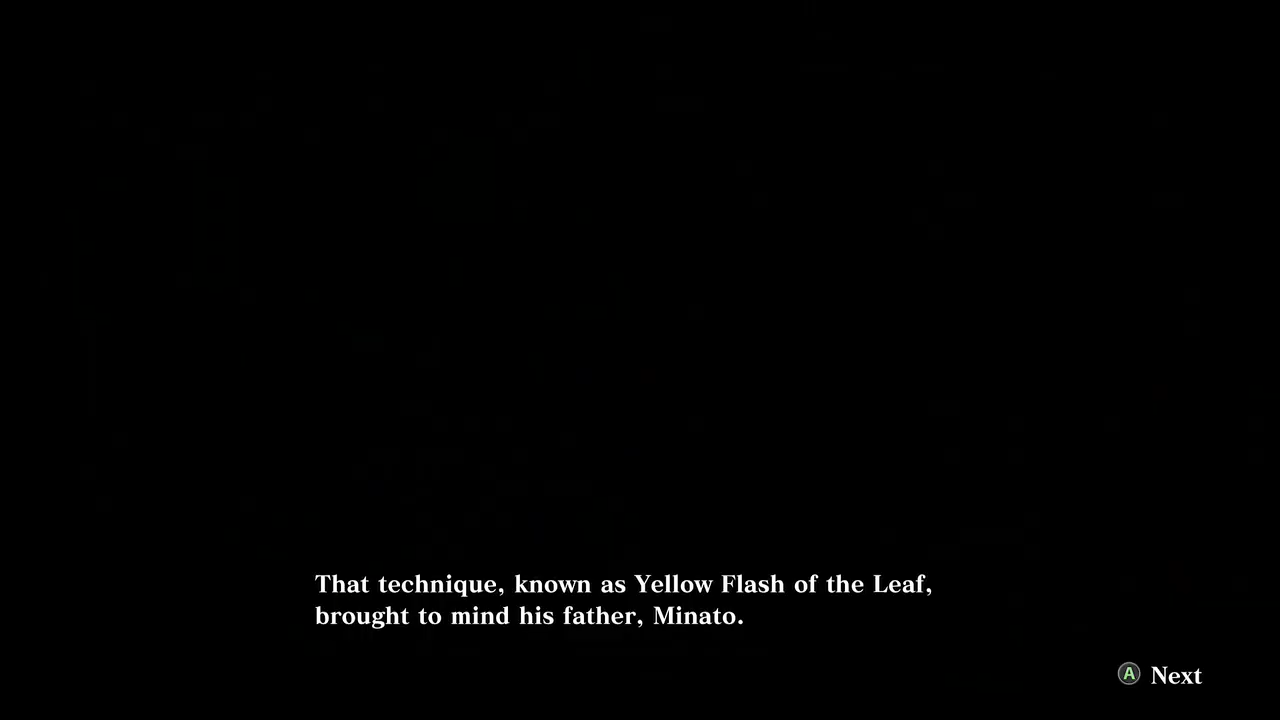 That technique, known as Yellow Flash of the Leaf,
brought to mind his father, Minato.
A Next